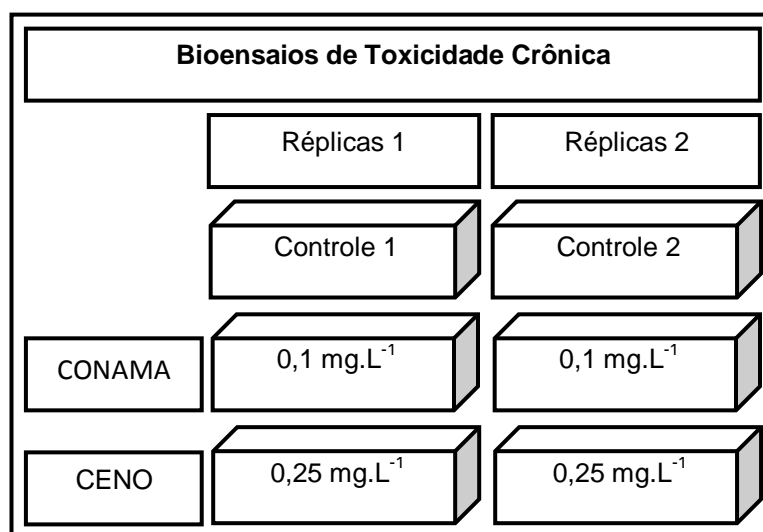 Bioensaios de Toxicidade Crônica
Réplicas 1 Réplicas 2
Controle 1 Controle 2
CONAMA 0,1 mg.L⁻¹ 0,1 mg.L⁻¹
CENO 0,25 mg.L⁻¹ 0,25 mg.L⁻¹